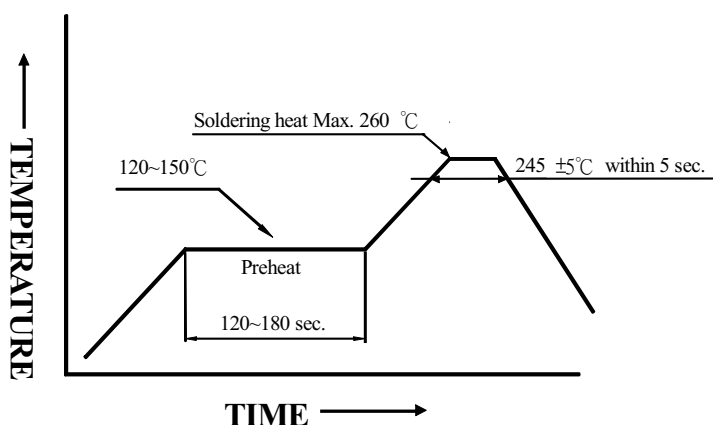 Soldering heat Max. 260 ℃
120~150℃
245 ±5℃ within 5 sec.
Preheat
120~180 sec.
TEMPERATURE
TIME